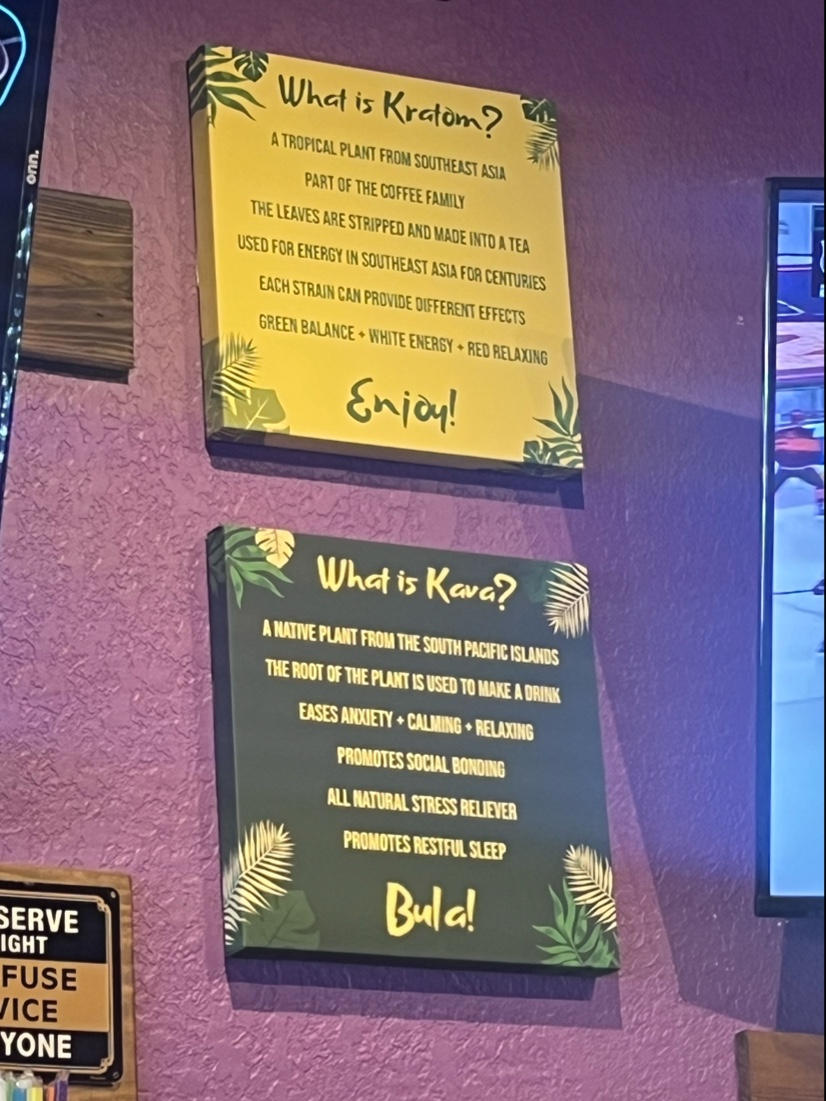 onn.
What is Kratom?
A TROPICAL PLANT FROM SOUTHEAST ASIA
PART OF THE COFFEE FAMILY
THE LEAVES ARE STRIPPED AND MADE INTO A TEA
USED FOR ENERGY IN SOUTHEAST ASIA FOR CENTURIES
EACH STRAIN CAN PROVIDE DIFFERENT EFFECTS
GREEN BALANCE + WHITE ENERGY + RED RELAXING
Enjoy!
What is Kava?
A NATIVE PLANT FROM THE SOUTH PACIFIC ISLANDS
THE ROOT OF THE PLANT IS USED TO MAKE A DRINK
EASES ANXIETY + CALMING + RELAXING
PROMOTES SOCIAL BONDING
ALL NATURAL STRESS RELIEVER
PROMOTES RESTFUL SLEEP
Bula!
SERVE
IGHT
FUSE
VICE
YONE